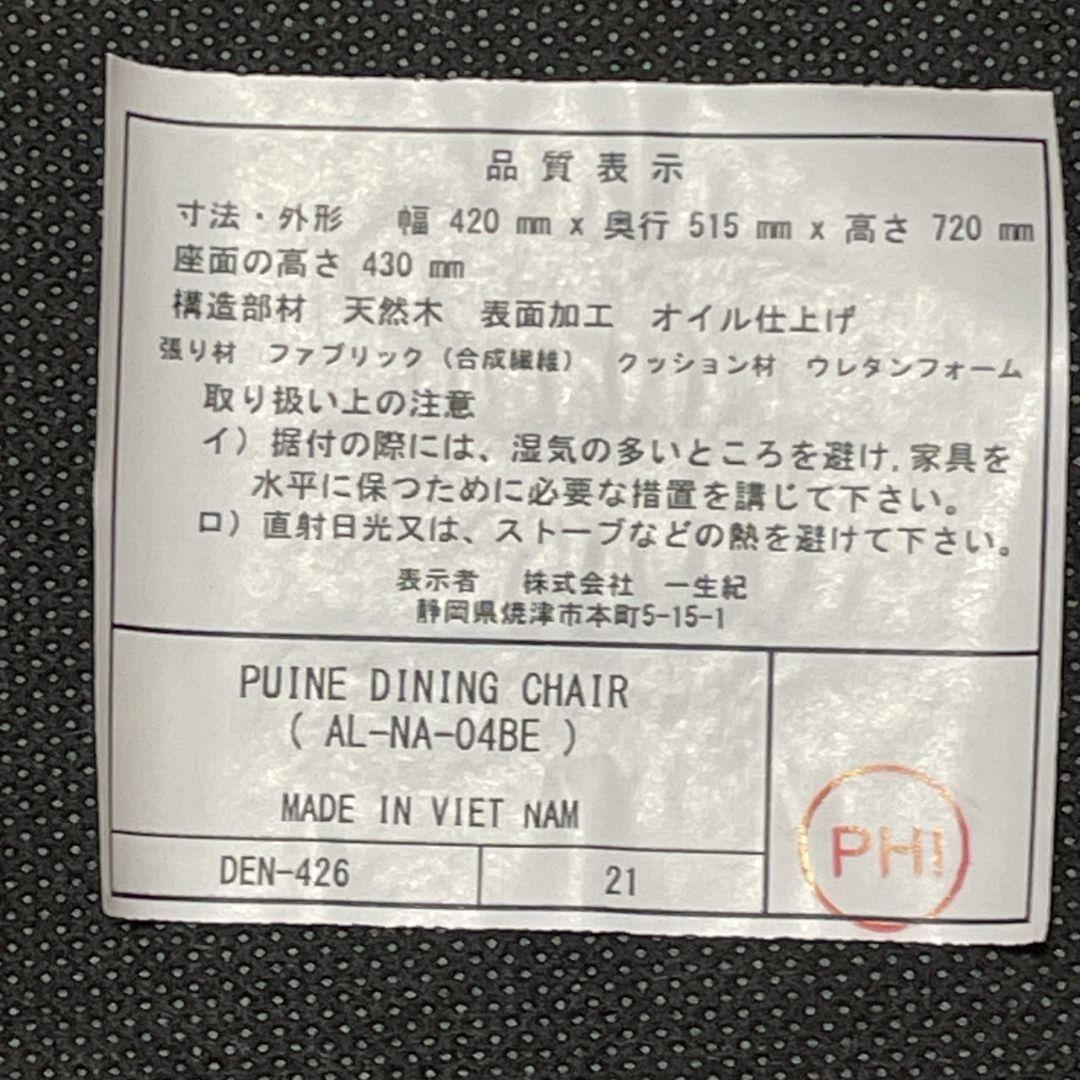 品質表示
寸法・外形 幅 420 mm x 奥行 515 mm x 高さ 720 mm
座面の高さ 430 mm
構造部材 天然木 表面加工 オイル仕上げ
張り材 ファブリック（合成繊維） クッション材 ウレタンフォーム
取り扱い上の注意
イ）据付の際には、湿気の多いところを避け,家具を
水平に保つために必要な措置を講じて下さい。
ロ）直射日光又は、ストーブなどの熱を避けて下さい。
表示者 株式会社 一生紀
静岡県焼津市本町5-15-1
PUINE DINING CHAIR
( AL-NA-04BE )
MADE IN VIET NAM
DEN-426 21
PHI